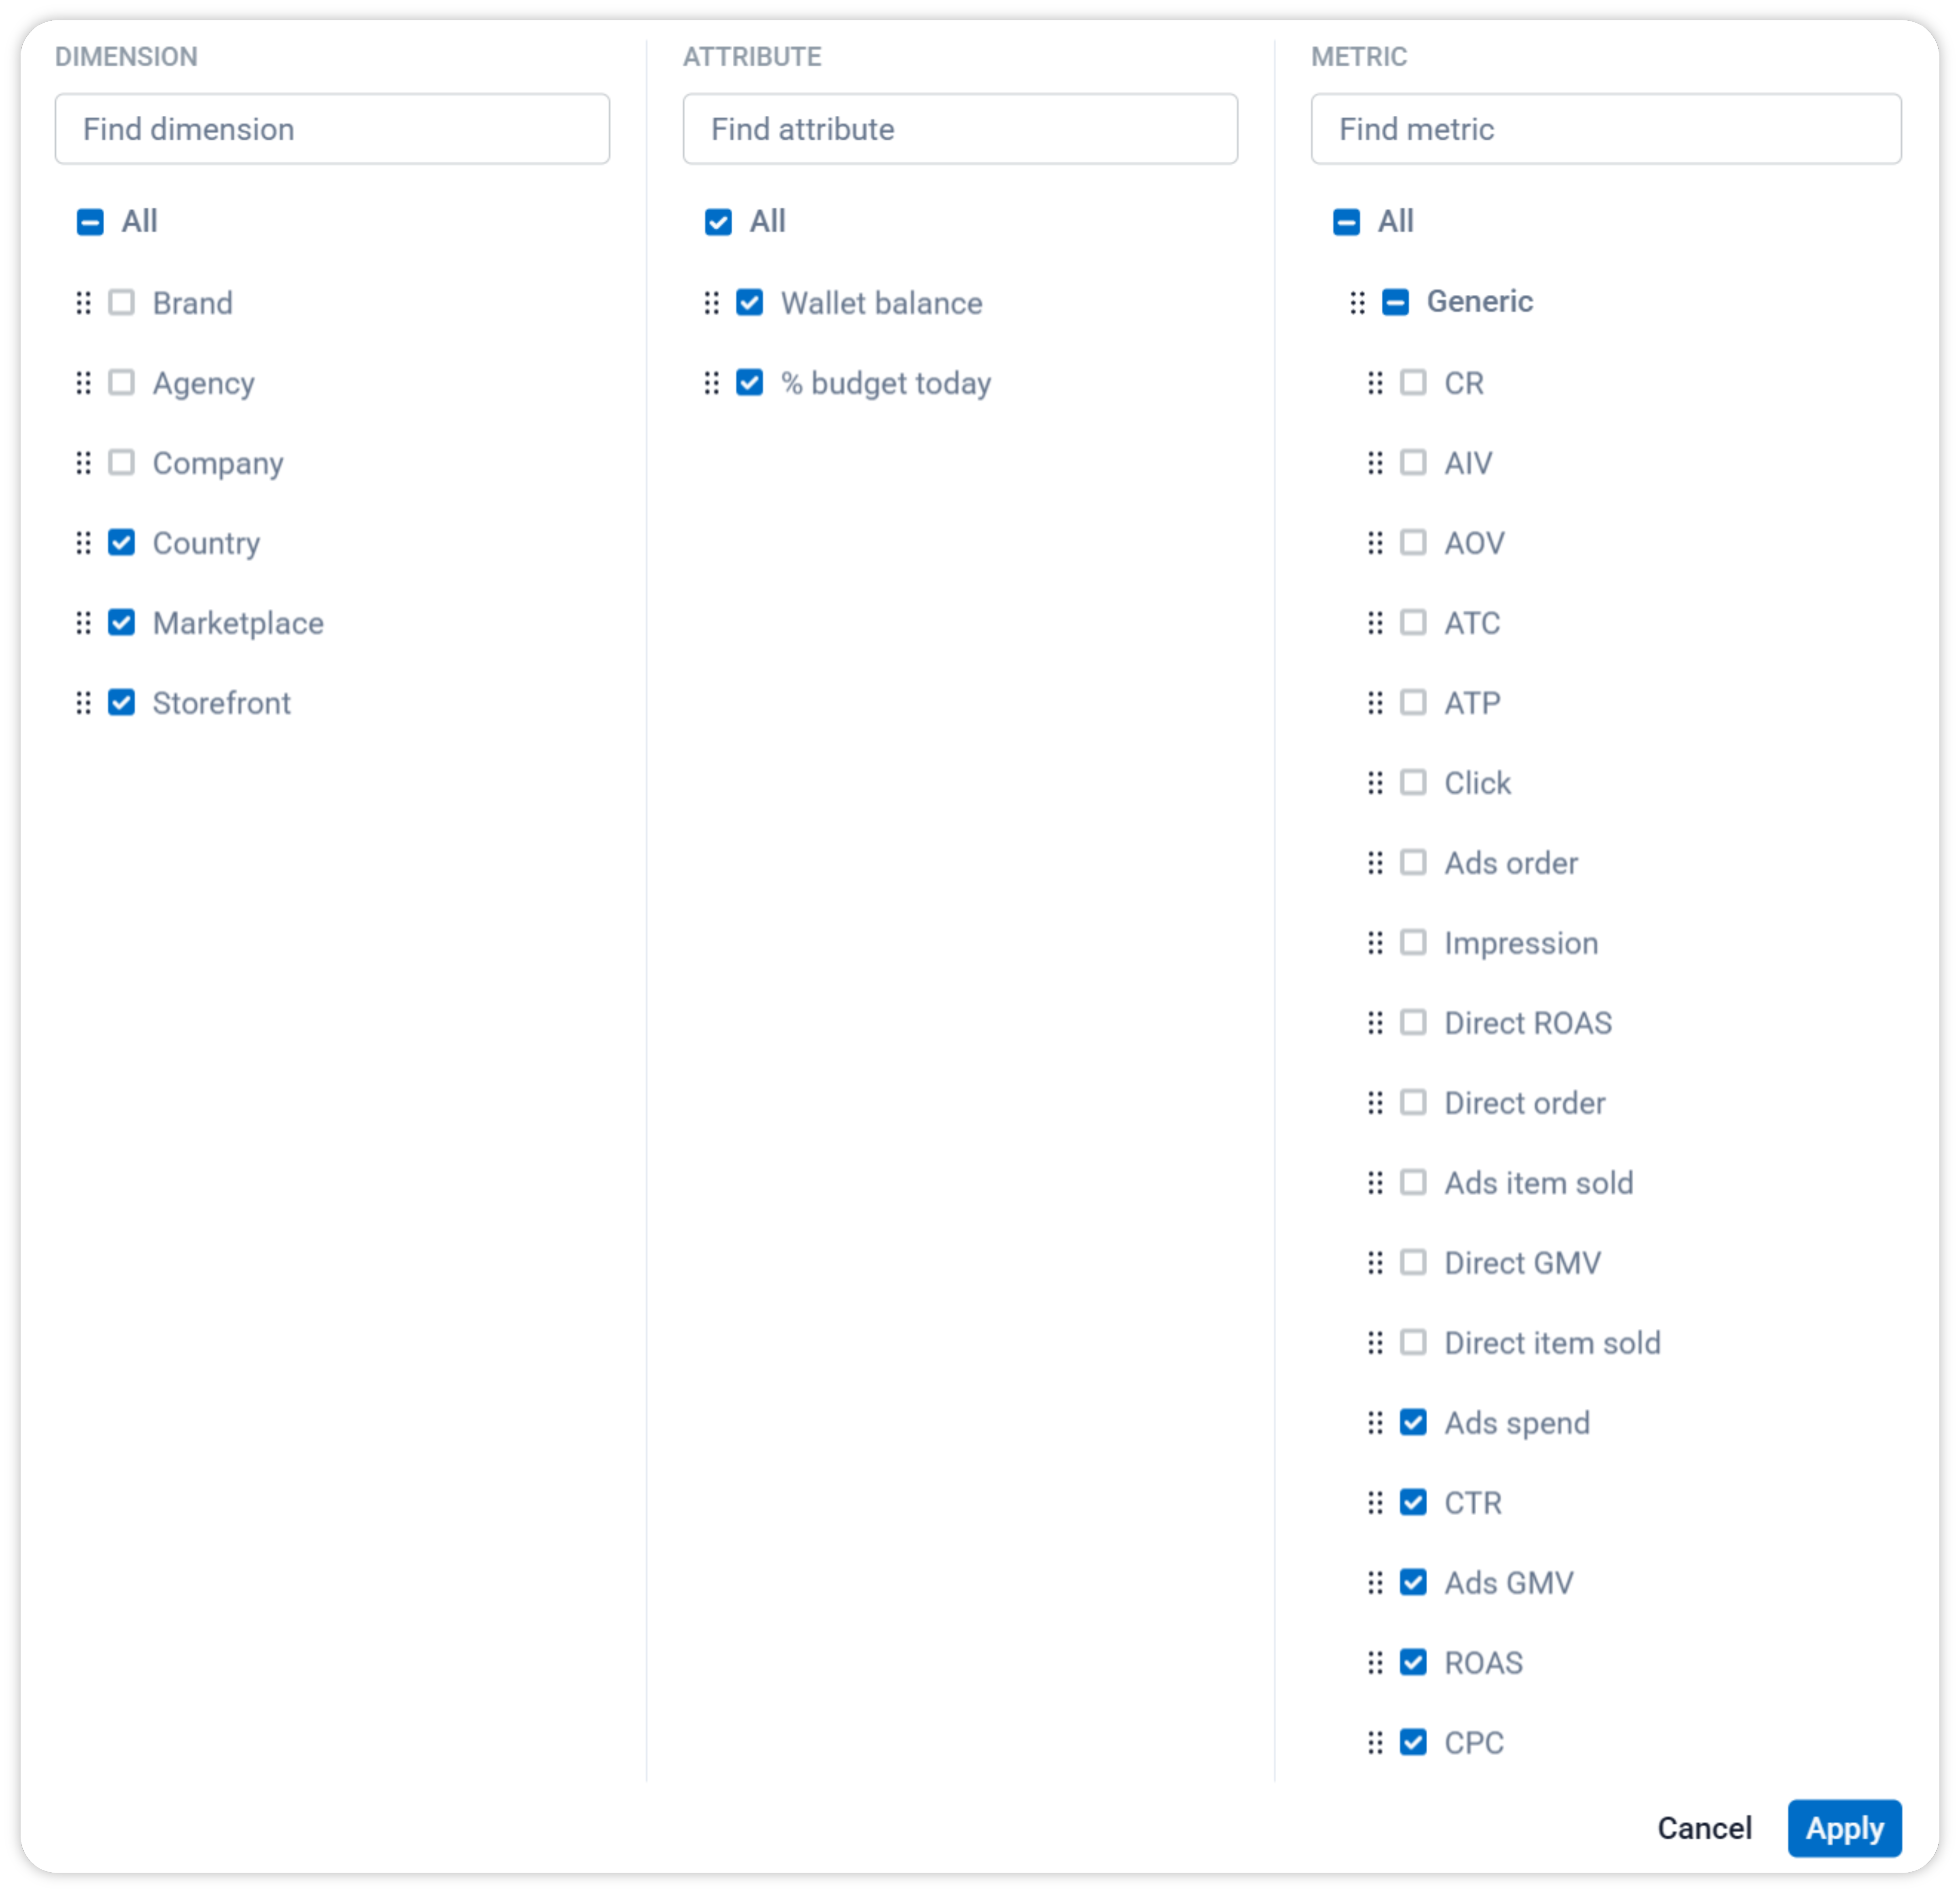 DIMENSION
Find dimension
All
Brand
Agency
Company
Country
Marketplace
Storefront
ATTRIBUTE
Find attribute
All
Wallet balance
% budget today
METRIC
Find metric
All
Generic
CR
AIV
AOV
ATC
ATP
Click
Ads order
Impression
Direct ROAS
Direct order
Ads item sold
Direct GMV
Direct item sold
Ads spend
CTR
Ads GMV
ROAS
CPC
Cancel
Apply